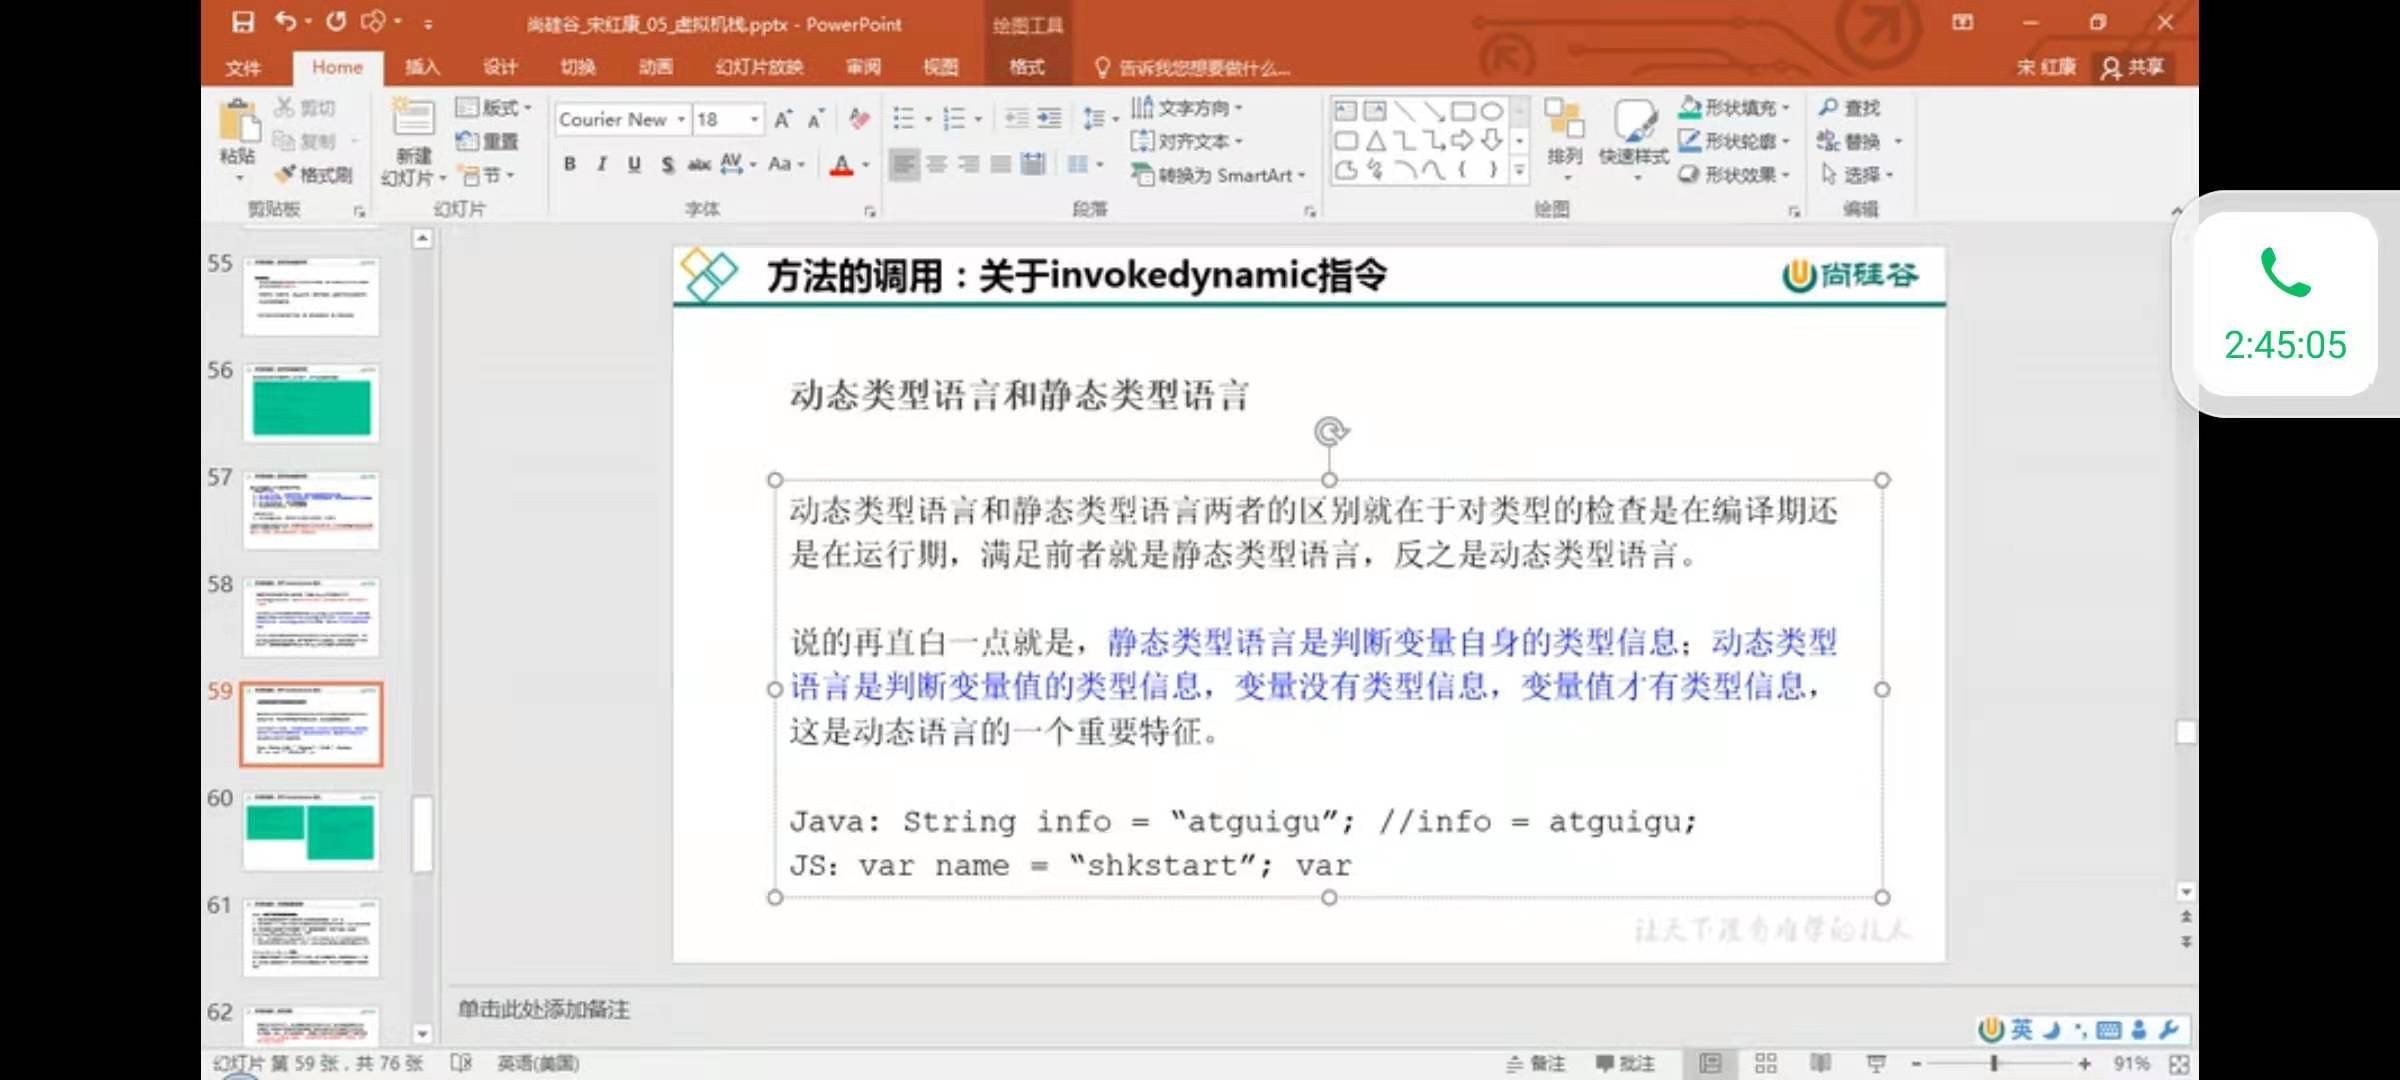 尚硅谷_宋红康_05_虚拟机栈.pptx - PowerPoint
绘图工具
文件 Home 插入 设计 切换 动画 幻灯片放映 审阅 视图 格式 告诉我您想要做什么...
宋 红康 共享
粘贴
剪切
复制
格式刷
剪贴板
新建
幻灯片
版式
重置
节
幻灯片
Courier New 18
B I U S abc AV Aa A
字体
文字方向
对齐文本
转换为 SmartArt
段落
排列
快速样式
形状填充
形状轮廓
形状效果
绘图
查找
替换
选择
编辑
2:45:05
55
56
57
58
59
60
61
62
方法的调用：关于invokedynamic指令
尚硅谷
动态类型语言和静态类型语言
动态类型语言和静态类型语言两者的区别就在于对类型的检查是在编译期还
是在运行期，满足前者就是静态类型语言，反之是动态类型语言。
说的再直白一点就是，静态类型语言是判断变量自身的类型信息；动态类型
语言是判断变量值的类型信息，变量没有类型信息，变量值才有类型信息，
这是动态语言的一个重要特征。
Java: String info = “atguigu”; //info = atguigu;
JS: var name = “shkstart”; var
让天下没有难学的技术
单击此处添加备注
英
幻灯片 第 59 张，共 76 张 英语(美国)
备注 批注 91%